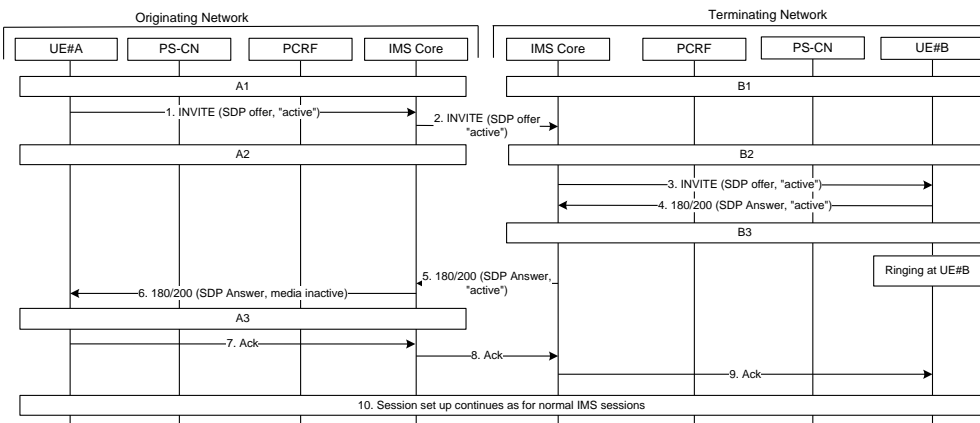 Originating Network
Terminating Network
UE#A
PS-CN
PCRF
IMS Core
IMS Core
PCRF
PS-CN
UE#B
A1
B1
1. INVITE (SDP offer, "active")
2. INVITE (SDP offer
"active")
A2
B2
3. INVITE (SDP offer, "active")
4. 180/200 (SDP Answer, "active")
B3
Ringing at UE#B
5. 180/200 (SDP Answer,
"active")
6. 180/200 (SDP Answer, media inactive)
A3
7. Ack
8. Ack
9. Ack
10. Session set up continues as for normal IMS sessions